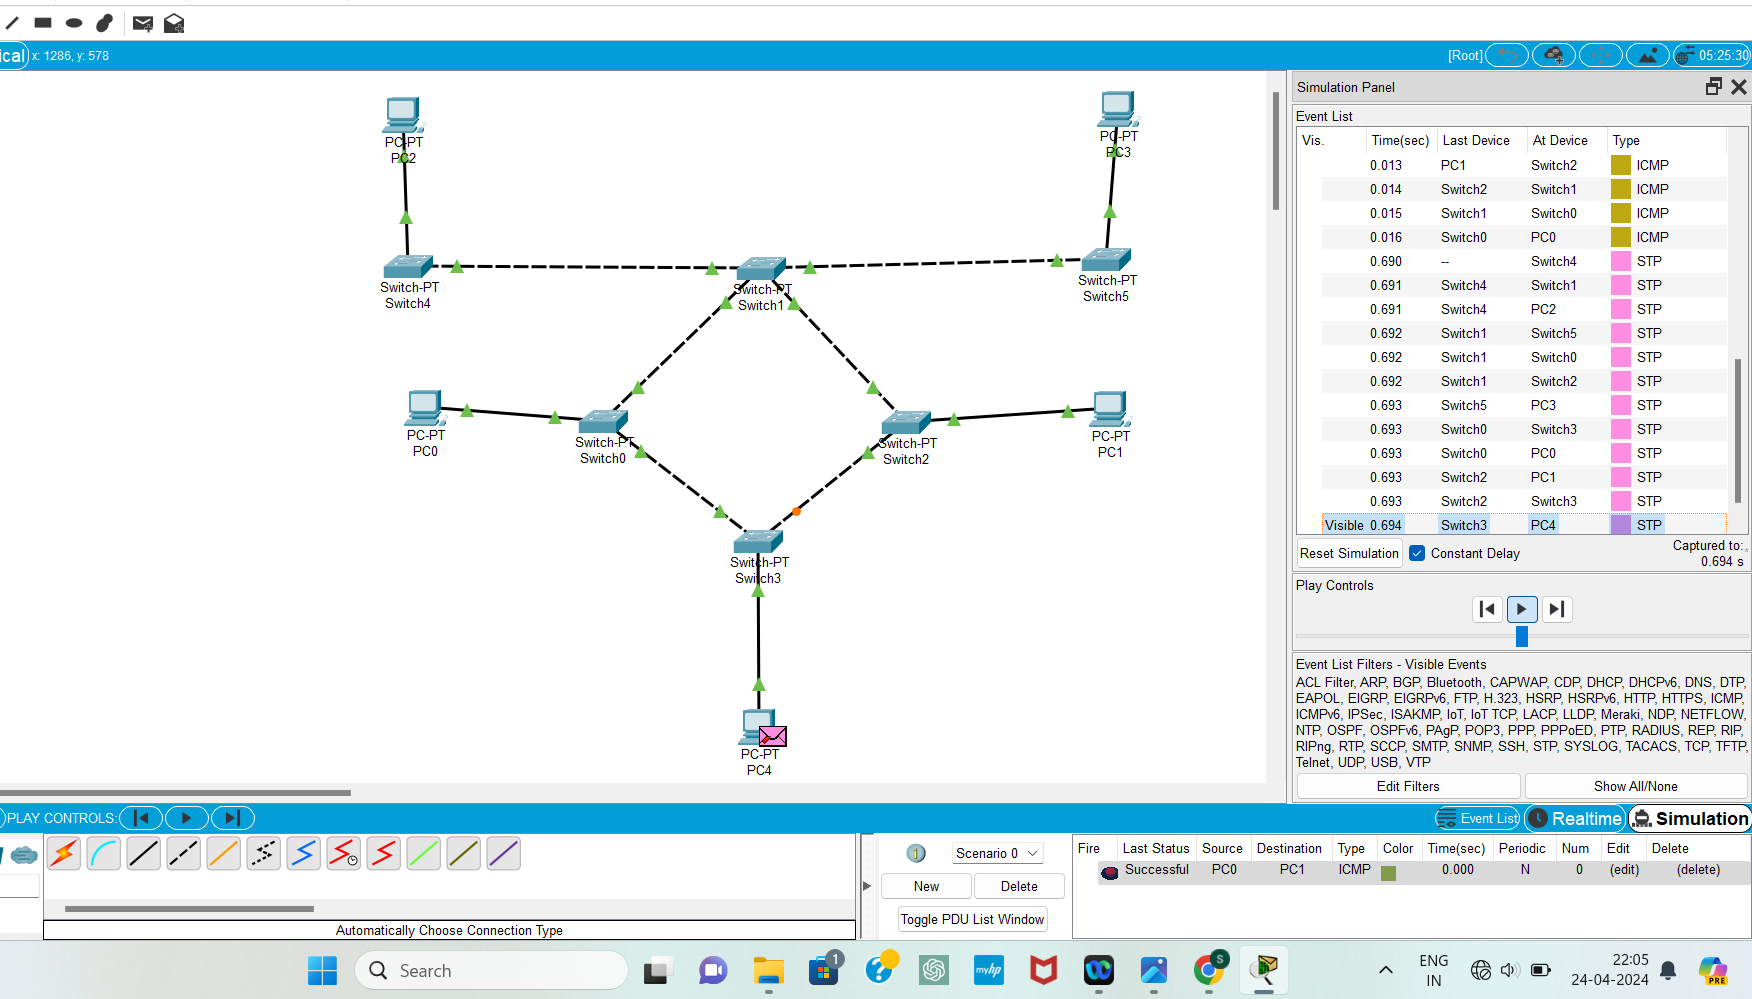 ical x: 1286, y: 578
[Root]
05:25:30
PC-PT
PC2
PC-PT
PC3
Switch-PT
Switch4
Switch-PT
Switch1
Switch-PT
Switch5
PC-PT
PC0
Switch-PT
Switch0
Switch-PT
Switch2
PC-PT
PC1
Switch-PT
Switch3
PC-PT
PC4
Simulation Panel
Event List
Vis. Time(sec) Last Device At Device Type
0.013 PC1 Switch2 ICMP
0.014 Switch2 Switch1 ICMP
0.015 Switch1 Switch0 ICMP
0.016 Switch0 PC0 ICMP
0.690 -- Switch4 STP
0.691 Switch4 Switch1 STP
0.691 Switch4 PC2 STP
0.692 Switch1 Switch5 STP
0.692 Switch1 Switch0 STP
0.692 Switch1 Switch2 STP
0.693 Switch5 PC3 STP
0.693 Switch0 Switch3 STP
0.693 Switch0 PC0 STP
0.693 Switch2 PC1 STP
0.693 Switch2 Switch3 STP
Visible 0.694 Switch3 PC4 STP
Reset Simulation Constant Delay
Captured to:
0.694 s
Play Controls
Event List Filters - Visible Events
ACL Filter, ARP, BGP, Bluetooth, CAPWAP, CDP, DHCP, DHCPv6, DNS, DTP,
EAPOL, EIGRP, EIGRPv6, FTP, H.323, HSRP, HSRPv6, HTTP, HTTPS, ICMP,
ICMPv6, IPSec, ISAKMP, IoT, IoT TCP, LACP, LLDP, Meraki, NDP, NETFLOW,
NTP, OSPF, OSPFv6, PAgP, POP3, PPP, PPPoED, PTP, RADIUS, REP, RIP,
RIPng, RTP, SCCP, SMTP, SNMP, SSH, STP, SYSLOG, TACACS, TCP, TFTP,
Telnet, UDP, USB, VTP
Edit Filters Show All/None
PLAY CONTROLS:
Event List Realtime Simulation
Automatically Choose Connection Type
Scenario 0
New Delete
Toggle PDU List Window
Fire Last Status Source Destination Type Color Time(sec) Periodic Num Edit Delete
Successful PC0 PC1 ICMP 0.000 N 0 (edit) (delete)
Search
1
myhp
S
ENG
IN
22:05
24-04-2024
PRE